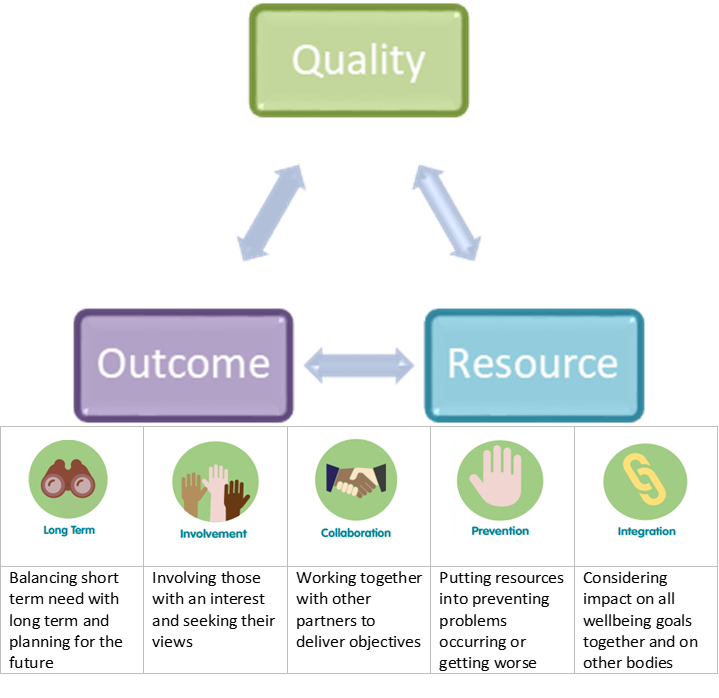 Quality
Outcome
Resource
Long Term
Involvement
Collaboration
Prevention
Integration
Balancing short
term need with
long term and
planning for the
future
Involving those
with an interest
and seeking their
views
Working together
with other
partners to
deliver objectives
Putting resources
into preventing
problems
occurring or
getting worse
Considering
impact on all
wellbeing goals
together and on
other bodies